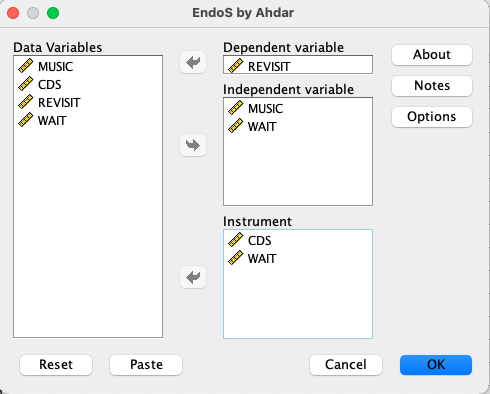 EndoS by Ahdar
Data Variables
MUSIC
CDS
REVISIT
WAIT
Dependent variable
REVISIT
Independent variable
MUSIC
WAIT
Instrument
CDS
WAIT
About
Notes
Options
Reset
Paste
Cancel
OK